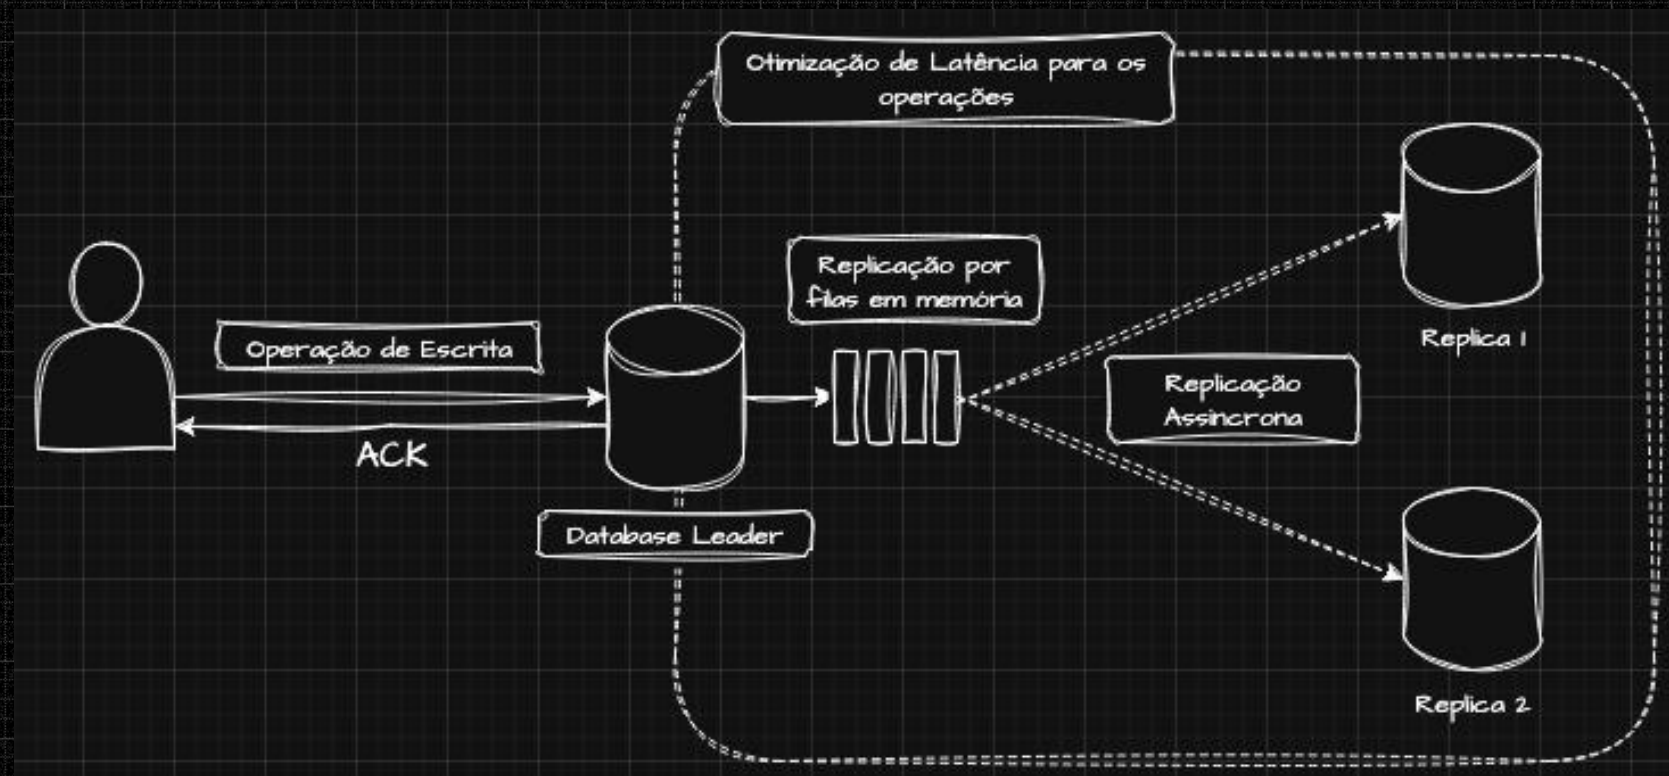 Otimização de Latência para os
operações
Replicação por
filas em memória
Operação de Escrita
ACK
Database Leader
Replicação
Assincrona
Replica 1
Replica 2